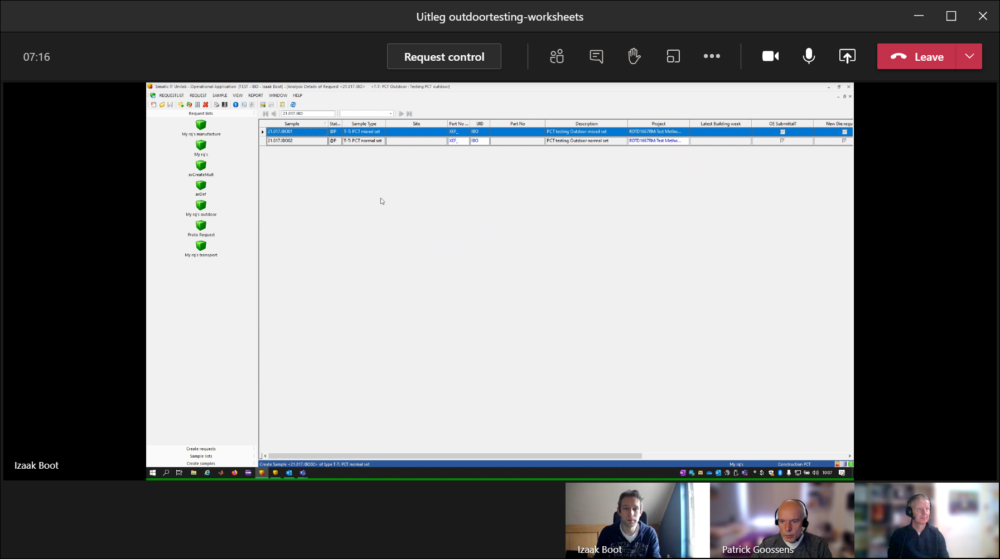 Uitleg outdoortesting-worksheets
07:16
Request control
Leave
Simatic IT Unilab - Operational Application [TEST - IBO - Izaak Boot] - [Analysis Details of Request <21.017.IBO> <T-T: PCT Outdoor : Testing PCT outdoor]
REQUESTLIST REQUEST SAMPLE VIEW REPORT WINDOW HELP
Request lists
21.017.IBO
My rq's manufacture
My rq's
avCreateMult
avDef
My rq's outdoor
Proto Request
My rq's transport
Sample Stat... Sample Type Site Part No ... UID Part No Description Project Latest Building week OE Submittal? New Die requ
21.017.IBO01 @P T-T: PCT mixed set XEF_ IBO PCT testing Outdoor mixed set RDTD1667RM:Test Metho...
21.017.IBO02 @P T-T: PCT normal set XEF_ IBO PCT testing Outdoor normal set RDTD1667RM:Test Metho...
Create requests
Sample lists
Create samples
Create Sample <21.017.IBO02> of type T-T: PCT normal set My rq's Construction PCT
10:07
Izaak Boot
Izaak Boot
Patrick Goossens